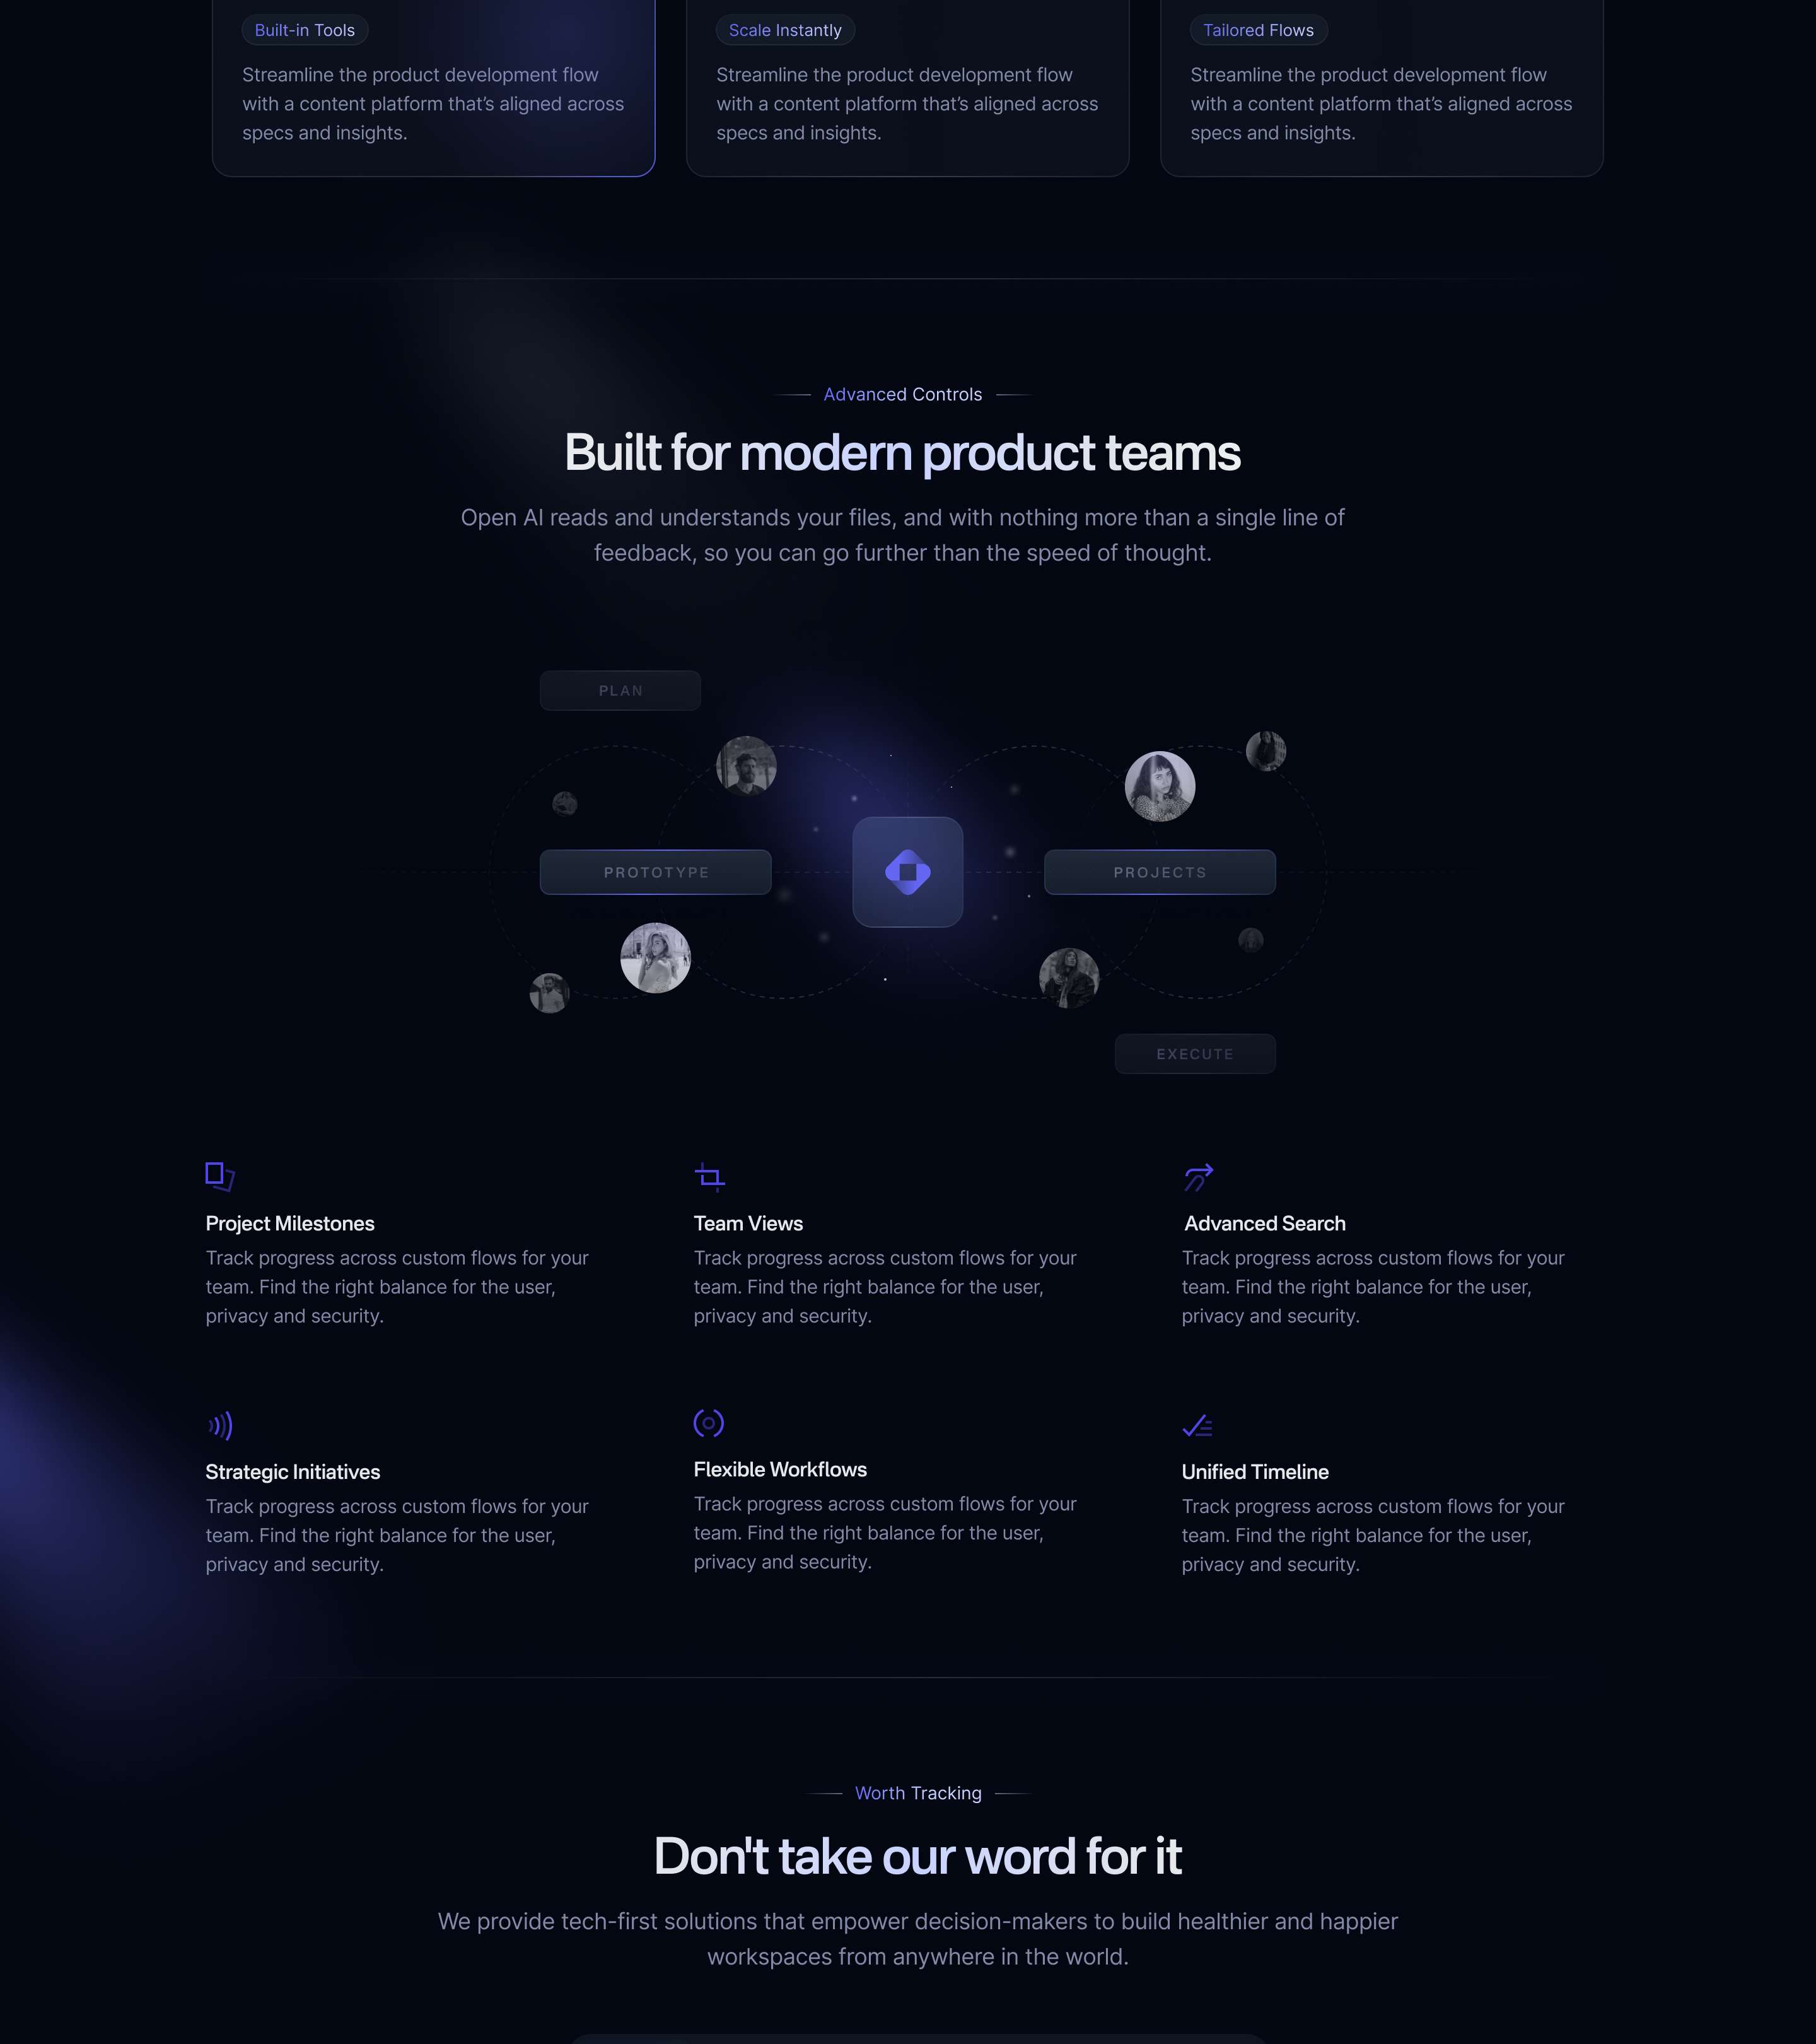 Built-in Tools
Streamline the product development flow
with a content platform that’s aligned across
specs and insights.
Scale Instantly
Streamline the product development flow
with a content platform that’s aligned across
specs and insights.
Tailored Flows
Streamline the product development flow
with a content platform that’s aligned across
specs and insights.
Advanced Controls
Built for modern product teams
Open AI reads and understands your files, and with nothing more than a single line of
feedback, so you can go further than the speed of thought.
PLAN
PROTOTYPE
PROJECTS
EXECUTE
Project Milestones
Track progress across custom flows for your
team. Find the right balance for the user,
privacy and security.
Team Views
Track progress across custom flows for your
team. Find the right balance for the user,
privacy and security.
Advanced Search
Track progress across custom flows for your
team. Find the right balance for the user,
privacy and security.
Strategic Initiatives
Track progress across custom flows for your
team. Find the right balance for the user,
privacy and security.
Flexible Workflows
Track progress across custom flows for your
team. Find the right balance for the user,
privacy and security.
Unified Timeline
Track progress across custom flows for your
team. Find the right balance for the user,
privacy and security.
Worth Tracking
Don't take our word for it
We provide tech-first solutions that empower decision-makers to build healthier and happier
workspaces from anywhere in the world.